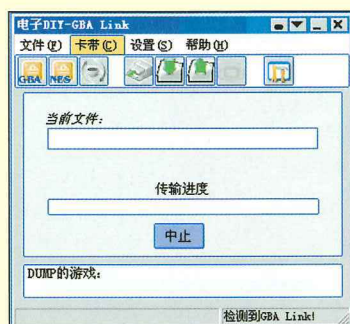 电子DIY-GBA Link
文件(F) 卡带(C) 设置(S) 帮助(H)
GBA NES
当前文件:
传输进度
中止
DUMP的游戏:
检测到GBA Link!